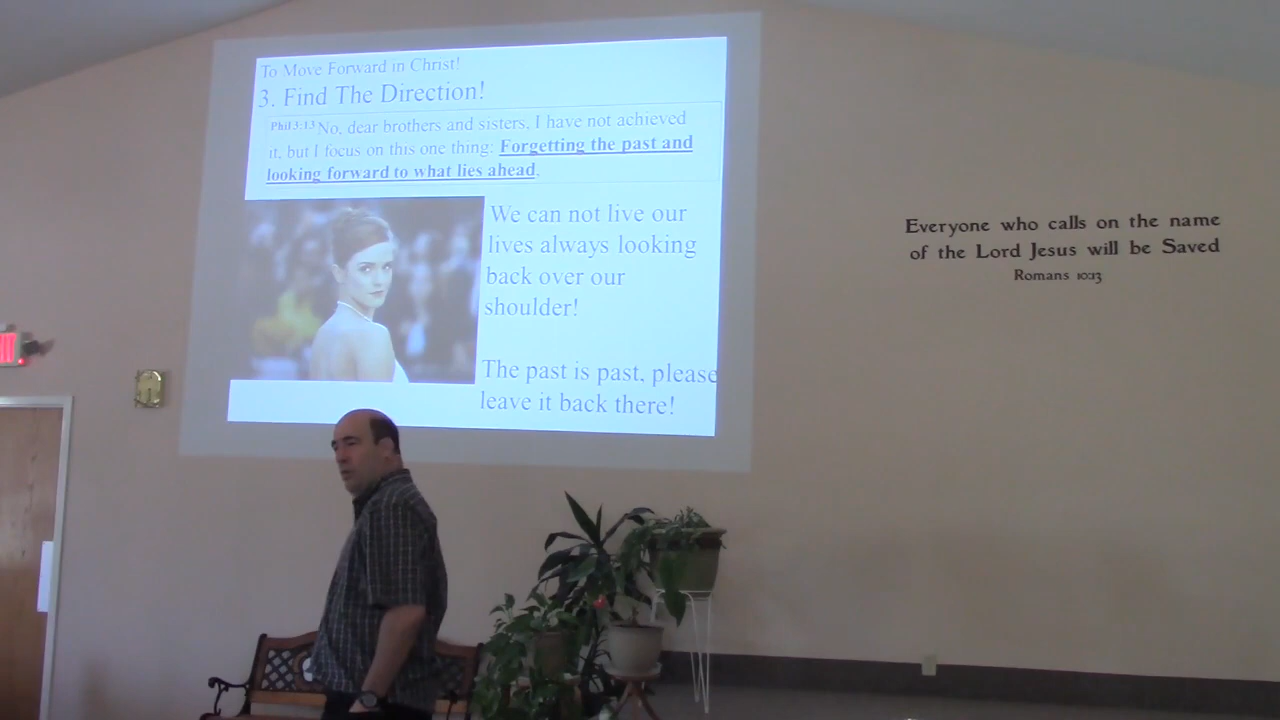 To Move Forward in Christ!
3. Find The Direction!
Phil 3:13 No, dear brothers and sisters, I have not achieved
it, but I focus on this one thing: Forgetting the past and
looking forward to what lies ahead,
We can not live our
lives always looking
back over our
shoulder!
The past is past, please
leave it back there!
Everyone who calls on the name
of the Lord Jesus will be Saved
Romans 10:13